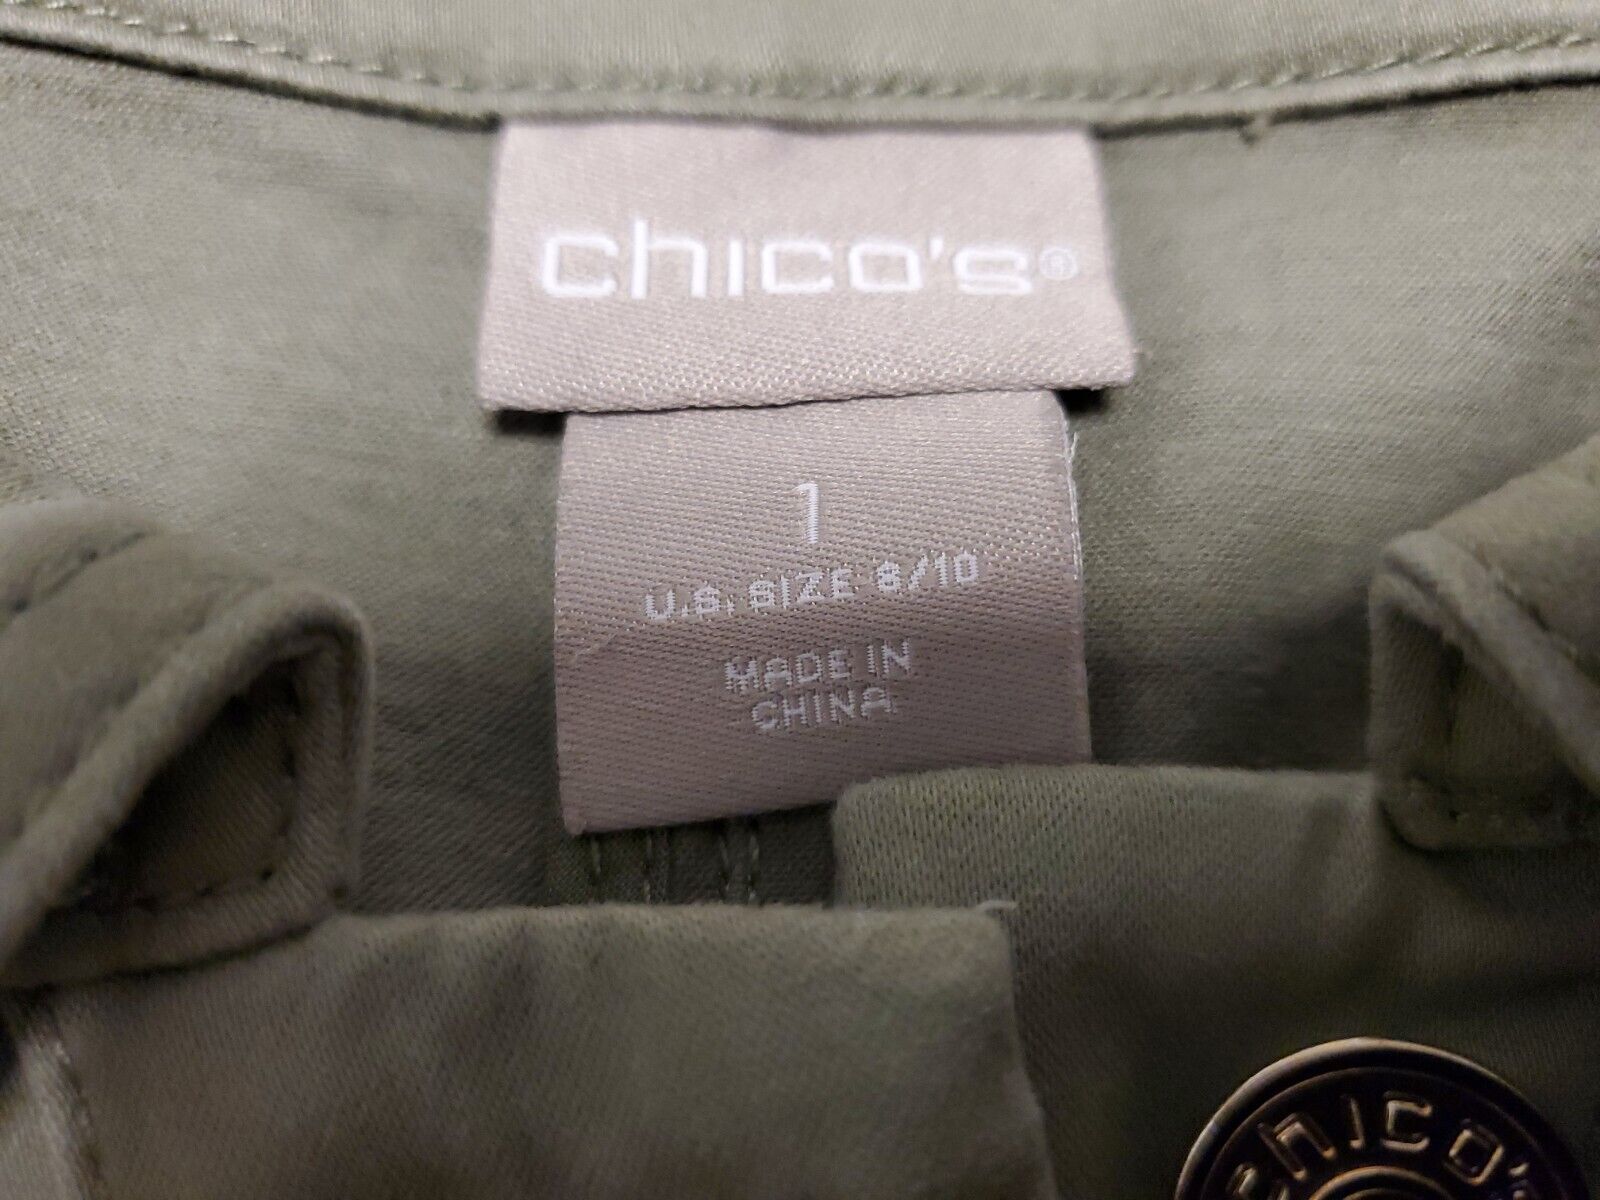 chico's®
1
U.S. SIZE 8/10
MADE IN
CHINA
chico's